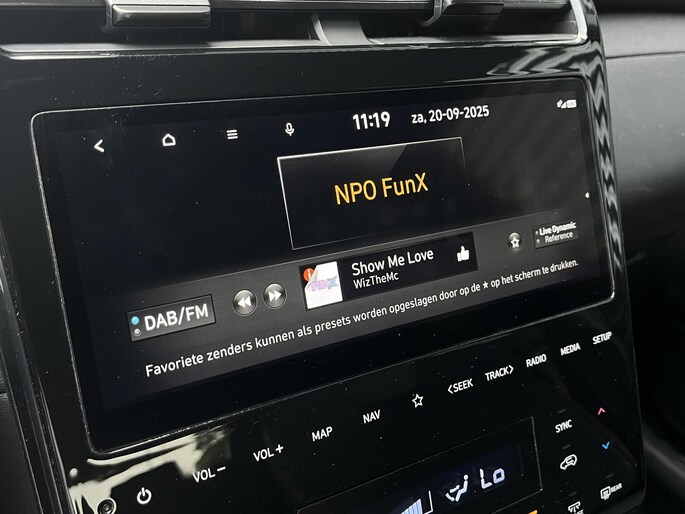 11:19 za, 20-09-2025
NPO FunX
Live Dynamic
Reference
Show Me Love
WizTheMc
FUNX
DAB/FM
Favoriete zenders kunnen als presets worden opgeslagen door op de ★ op het scherm te drukken.
VOL − VOL + MAP NAV ☆ <SEEK TRACK> RADIO MEDIA SETUP
SYNC
Lo
REAR